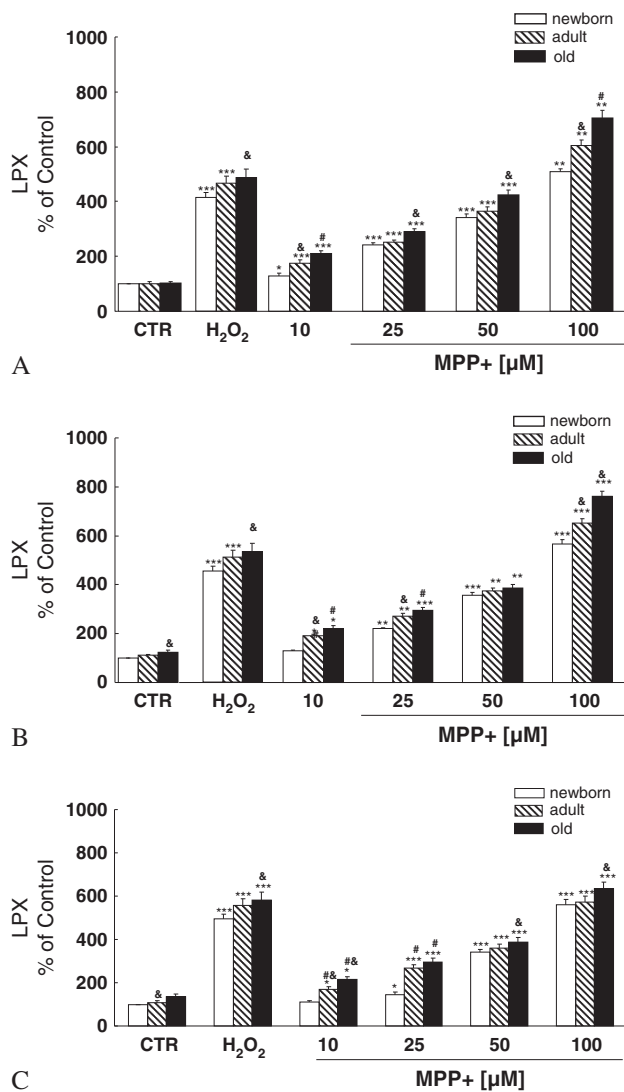 newborn
adult
old
1000
800
600
400
200
0
LPX
% of Control
*** *** &
* &*** #***
*** *** &***
*** *** &***
** &** #**
CTR H₂O₂ 10 25 50 100
MPP+ [µM]
A
newborn
adult
old
1000
800
600
400
200
0
LPX
% of Control
&
*** *** &
& #*
** &** #***
*** ** **
*** &*** &***
CTR H₂O₂ 10 25 50 100
MPP+ [µM]
B
newborn
adult
old
1000
800
600
400
200
0
LPX
% of Control
&
*** *** &***
#&* #&*
* #*** #***
*** *** &***
*** *** &***
CTR H₂O₂ 10 25 50 100
MPP+ [µM]
C